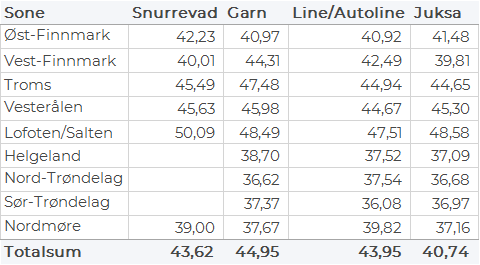 Sone Snurrevad Garn Line/Autoline Juksa
Øst-Finnmark 42,23 40,97 40,92 41,48
Vest-Finnmark 40,01 44,31 42,49 39,81
Troms 45,49 47,48 44,94 44,65
Vesterålen 45,63 45,98 44,67 45,30
Lofoten/Salten 50,09 48,49 47,51 48,58
Helgeland 38,70 37,52 37,09
Nord-Trøndelag 36,62 37,54 36,68
Sør-Trøndelag 37,37 36,08 36,97
Nordmøre 39,00 37,67 39,82 37,16
Totalsum 43,62 44,95 43,95 40,74